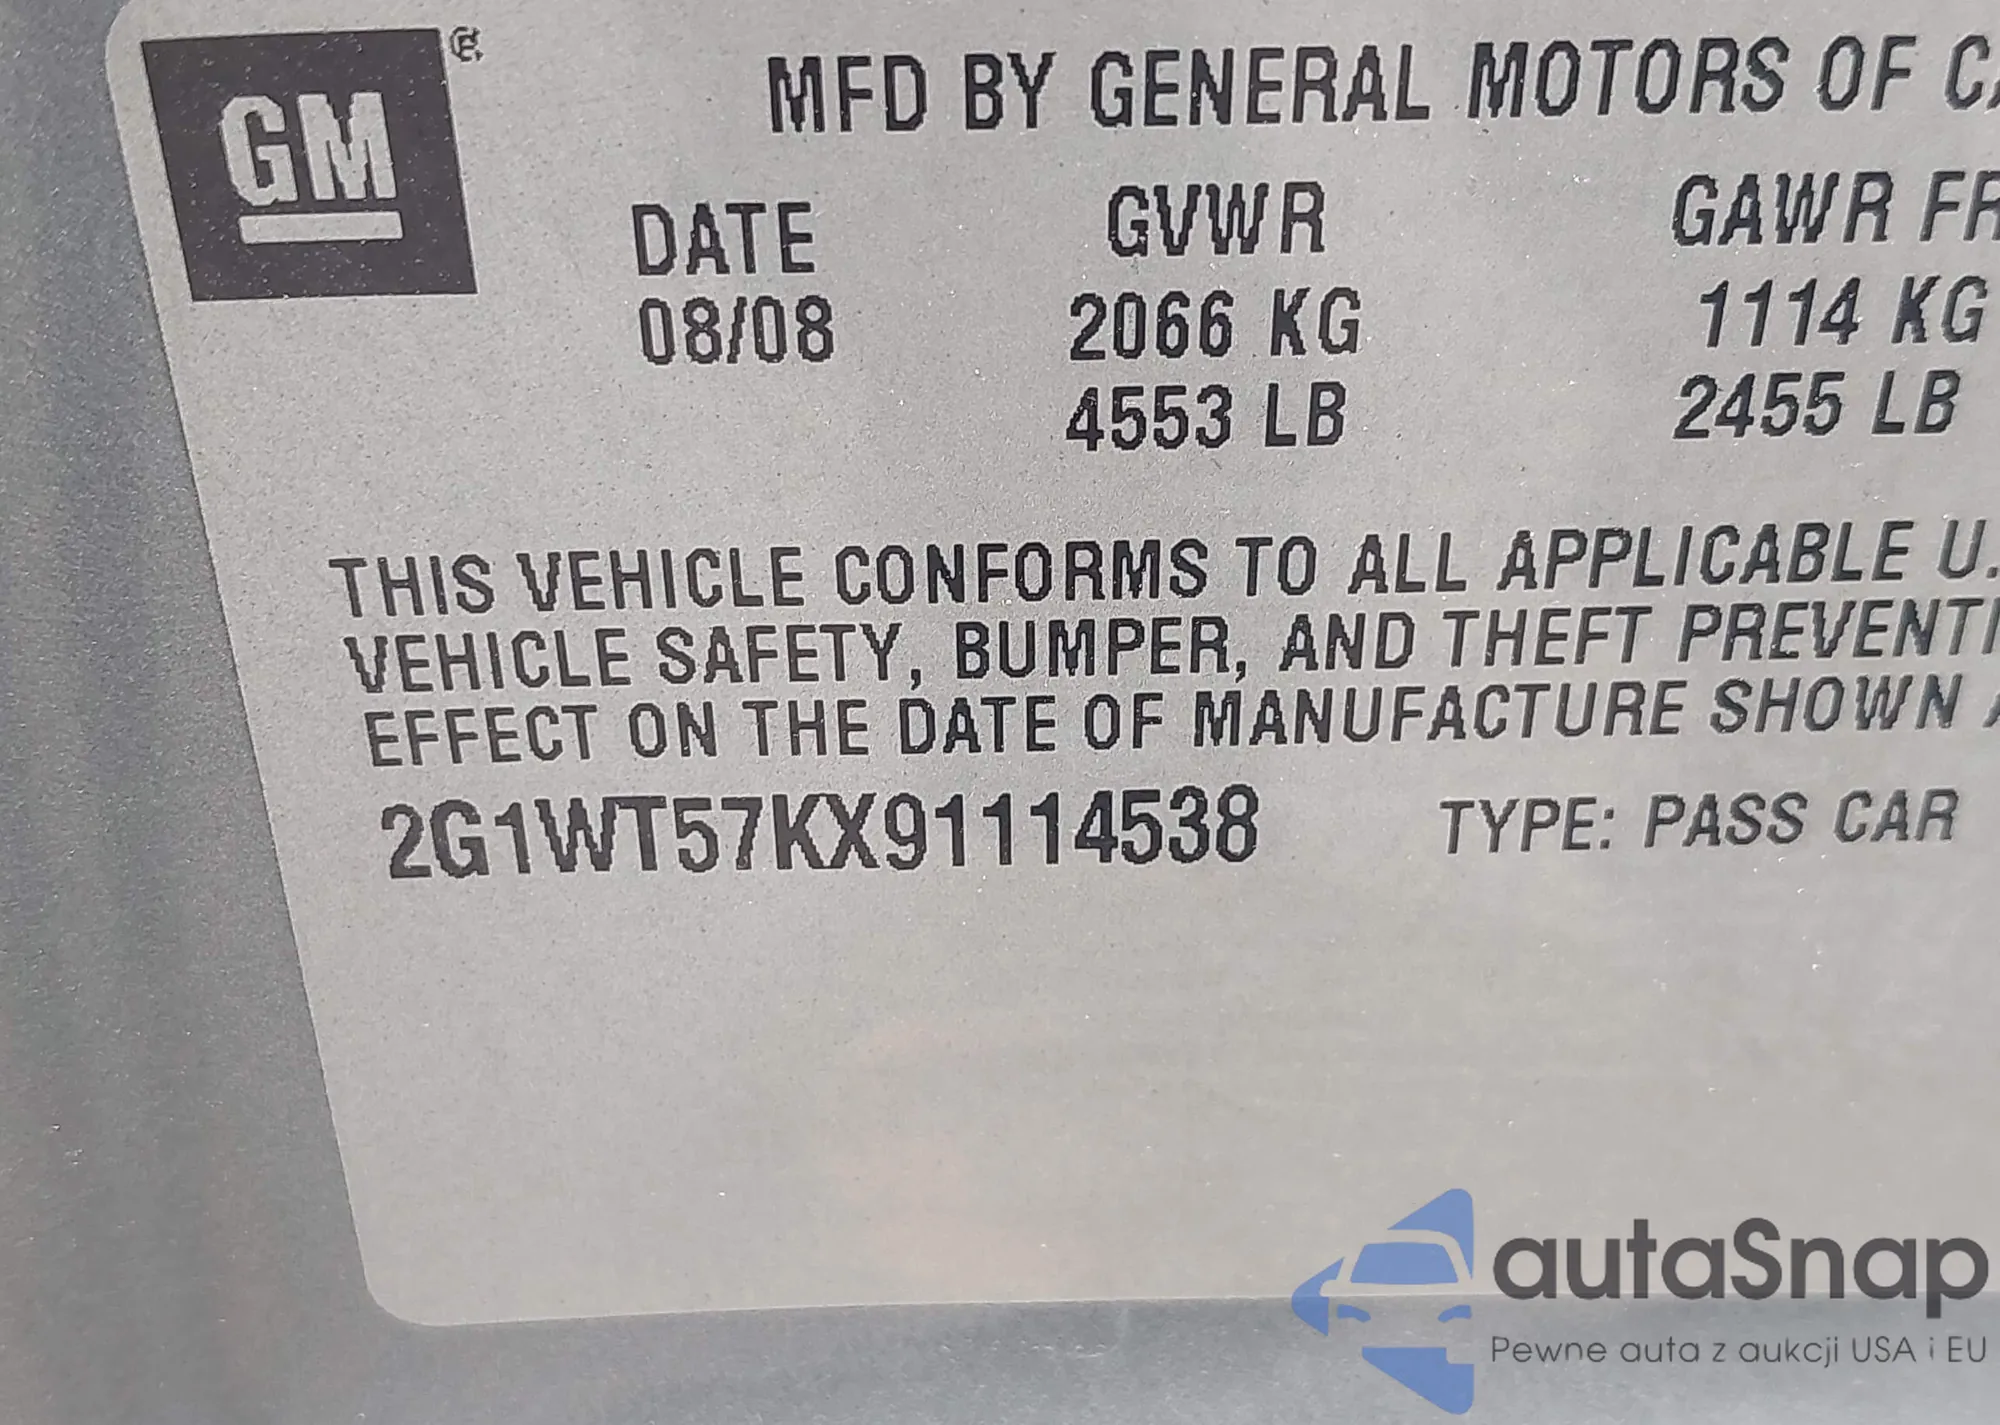 GM
MFD BY GENERAL MOTORS OF
DATE GVWR GAWR
08/08 2066 KG 1114 KG
4553 LB 2455 LB
THIS VEHICLE CONFORMS TO ALL APPLICABLE U.
VEHICLE SAFETY, BUMPER, AND THEFT
EFFECT ON THE DATE OF MANUFACTURE SHOWN
2G1WT57KX91114538 TYPE: PASS CAR
autaSnap
Pewne auta z aukcji USA i EU